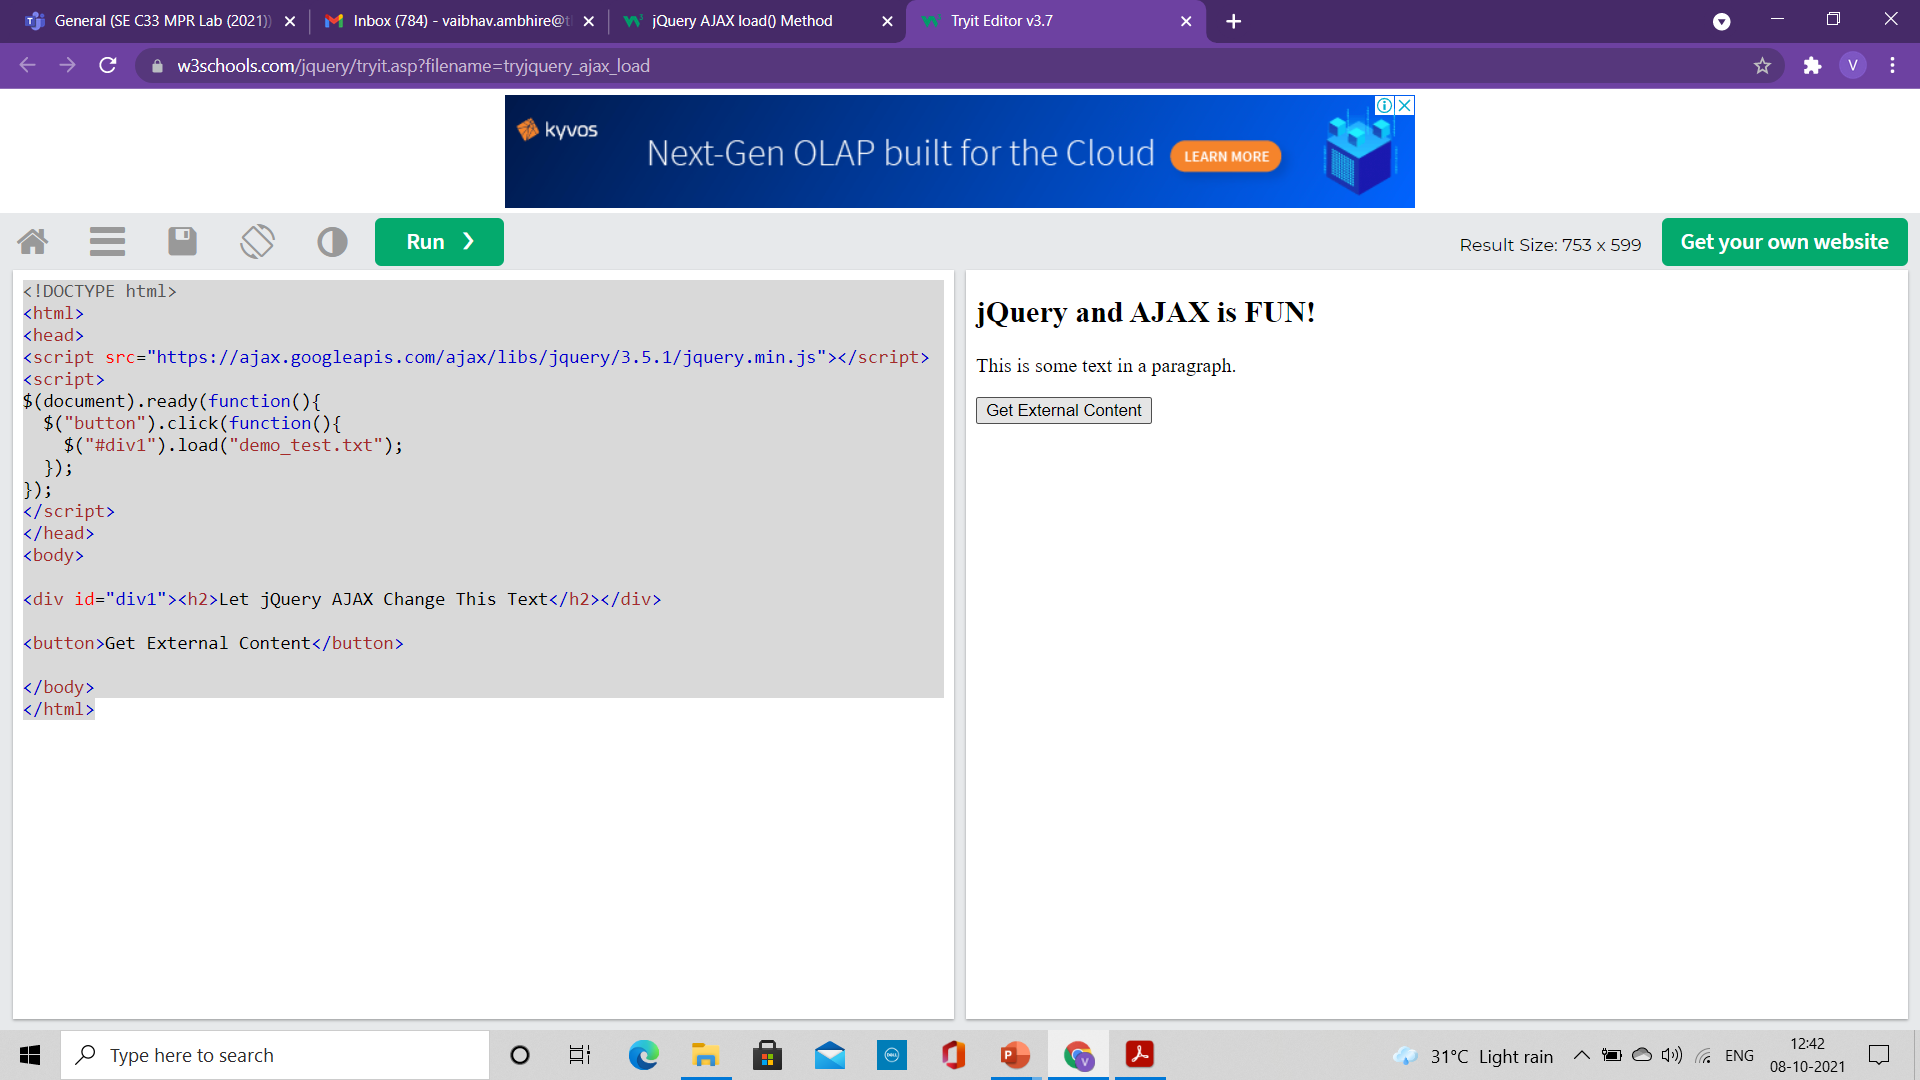 General (SE C33 MPR Lab (2021))
Inbox (784) - vaibhav.ambhire@
jQuery AJAX load() Method
Tryit Editor v3.7
w3schools.com/jquery/tryit.asp?filename=tryjquery_ajax_load
V
kyvos
Next-Gen OLAP built for the Cloud
LEARN MORE
Run ❯
Result Size: 753 x 599
Get your own website
<!DOCTYPE html>
<html>
<head>
<script src="https://ajax.googleapis.com/ajax/libs/jquery/3.5.1/jquery.min.js"></script>
<script>
$(document).ready(function(){
  $("button").click(function(){
    $("#div1").load("demo_test.txt");
  });
});
</script>
</head>
<body>
<div id="div1"><h2>Let jQuery AJAX Change This Text</h2></div>
<button>Get External Content</button>
</body>
</html>
jQuery and AJAX is FUN!
This is some text in a paragraph.
Get External Content
Type here to search
DELL
P
V
31°C Light rain
ENG
12:42
08-10-2021